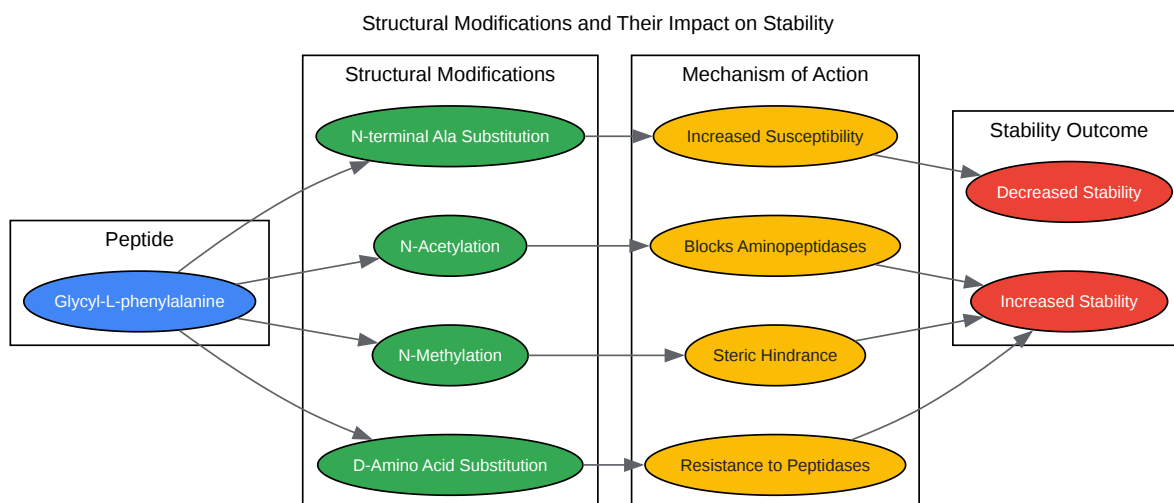 Structural Modifications and Their Impact on Stability
Peptide
Glycyl-L-phenylalanine
Structural Modifications
N-terminal Ala Substitution
N-Acetylation
N-Methylation
D-Amino Acid Substitution
Mechanism of Action
Increased Susceptibility
Blocks Aminopeptidases
Steric Hindrance
Resistance to Peptidases
Stability Outcome
Decreased Stability
Increased Stability